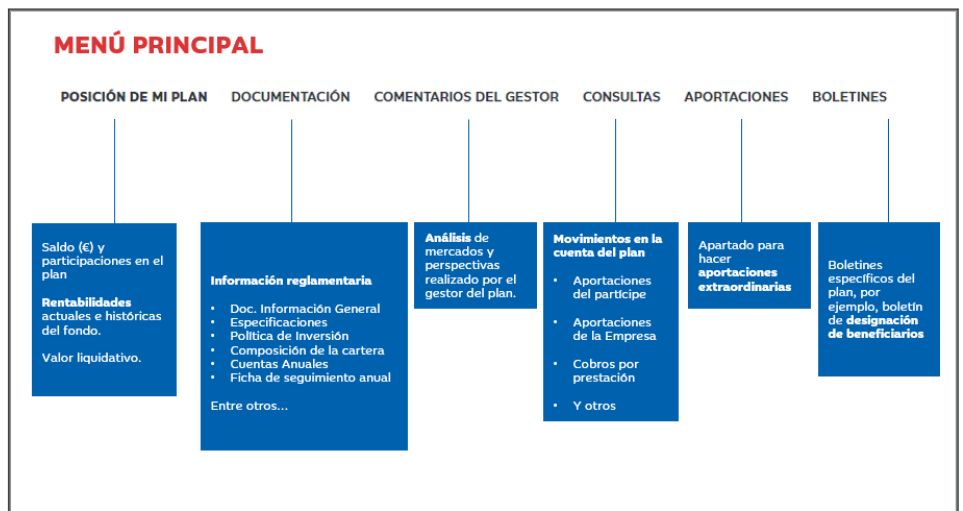 MENÚ PRINCIPAL
POSICIÓN DE MI PLAN
DOCUMENTACIÓN
COMENTARIOS DEL GESTOR
CONSULTAS
APORTACIONES
BOLETINES
Saldo (€) y
participaciones en el
plan
Rentabilidades
actuales e históricas
del fondo.
Valor liquidativo.
Información reglamentaria
• Doc. Información General
• Especificaciones
• Política de Inversión
• Composición de la cartera
• Cuentas Anuales
• Ficha de seguimiento anual
Entre otros...
Análisis de
mercados y
perspectivas
realizado por el
gestor del plan.
Movimientos en la
cuenta del plan
• Aportaciones
del partícipe
• Aportaciones
de la Empresa
• Cobros por
prestación
• Y otros
Apartado para
hacer
aportaciones
extraordinarias
Boletines
específicos del
plan, por
ejemplo, boletín
de designación
de beneficiarios